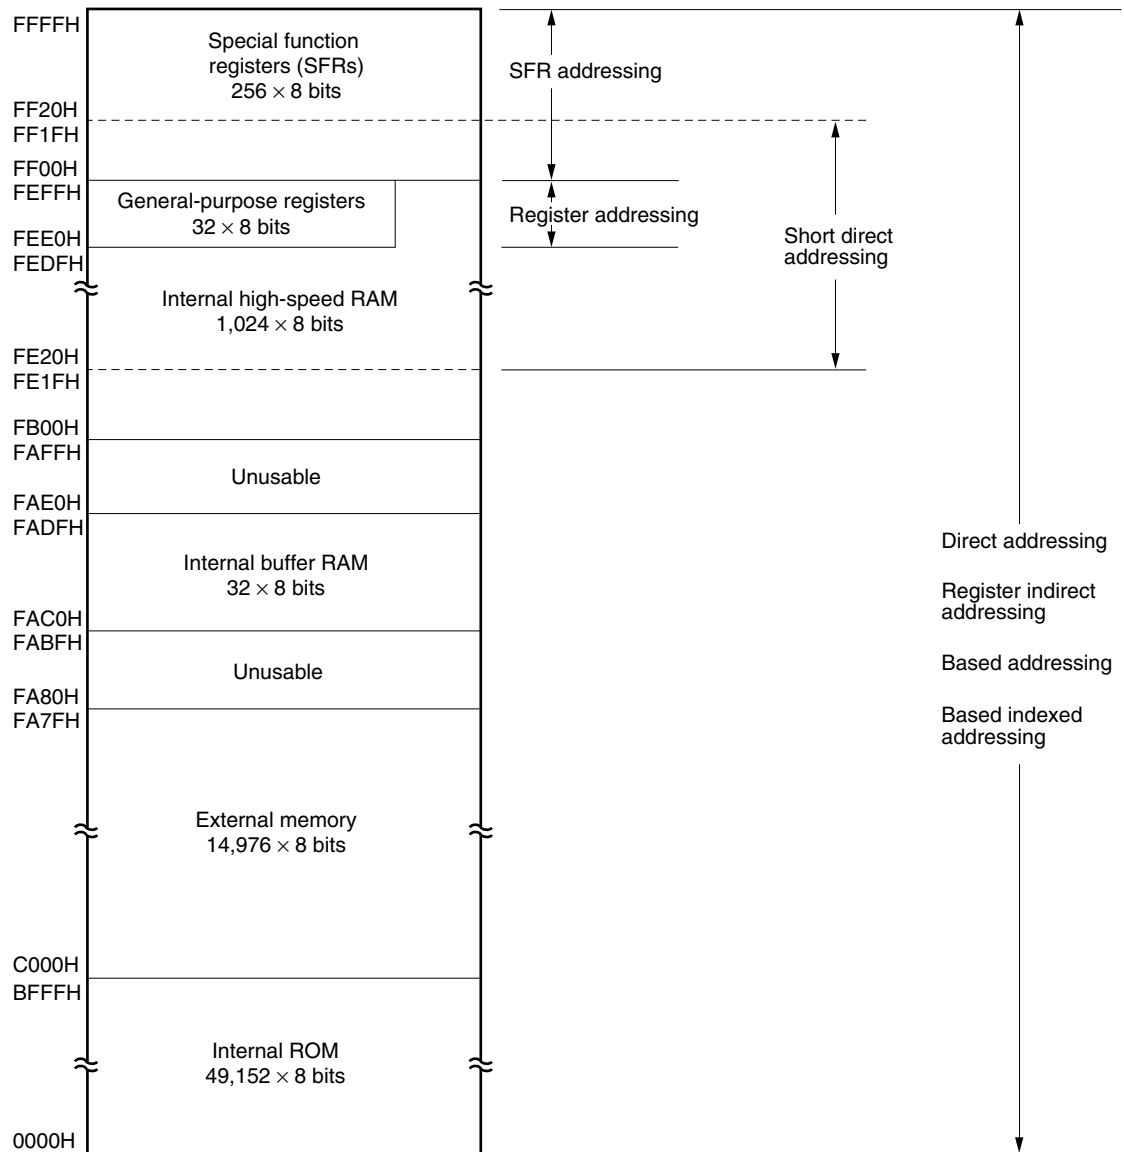 FFFFH
Special function
registers (SFRs)
256 × 8 bits
SFR addressing
FF20H
FF1FH
FF00H
FEFFH
General-purpose registers
32 × 8 bits
Register addressing
Short direct
addressing
FEE0H
FEDFH
Internal high-speed RAM
1,024 × 8 bits
FE20H
FE1FH
FB00H
FAFFH
Unusable
FAE0H
FADFH
Internal buffer RAM
32 × 8 bits
Direct addressing
Register indirect
addressing
Based addressing
Based indexed
addressing
FAC0H
FABFH
Unusable
FA80H
FA7FH
External memory
14,976 × 8 bits
C000H
BFFFH
Internal ROM
49,152 × 8 bits
0000H